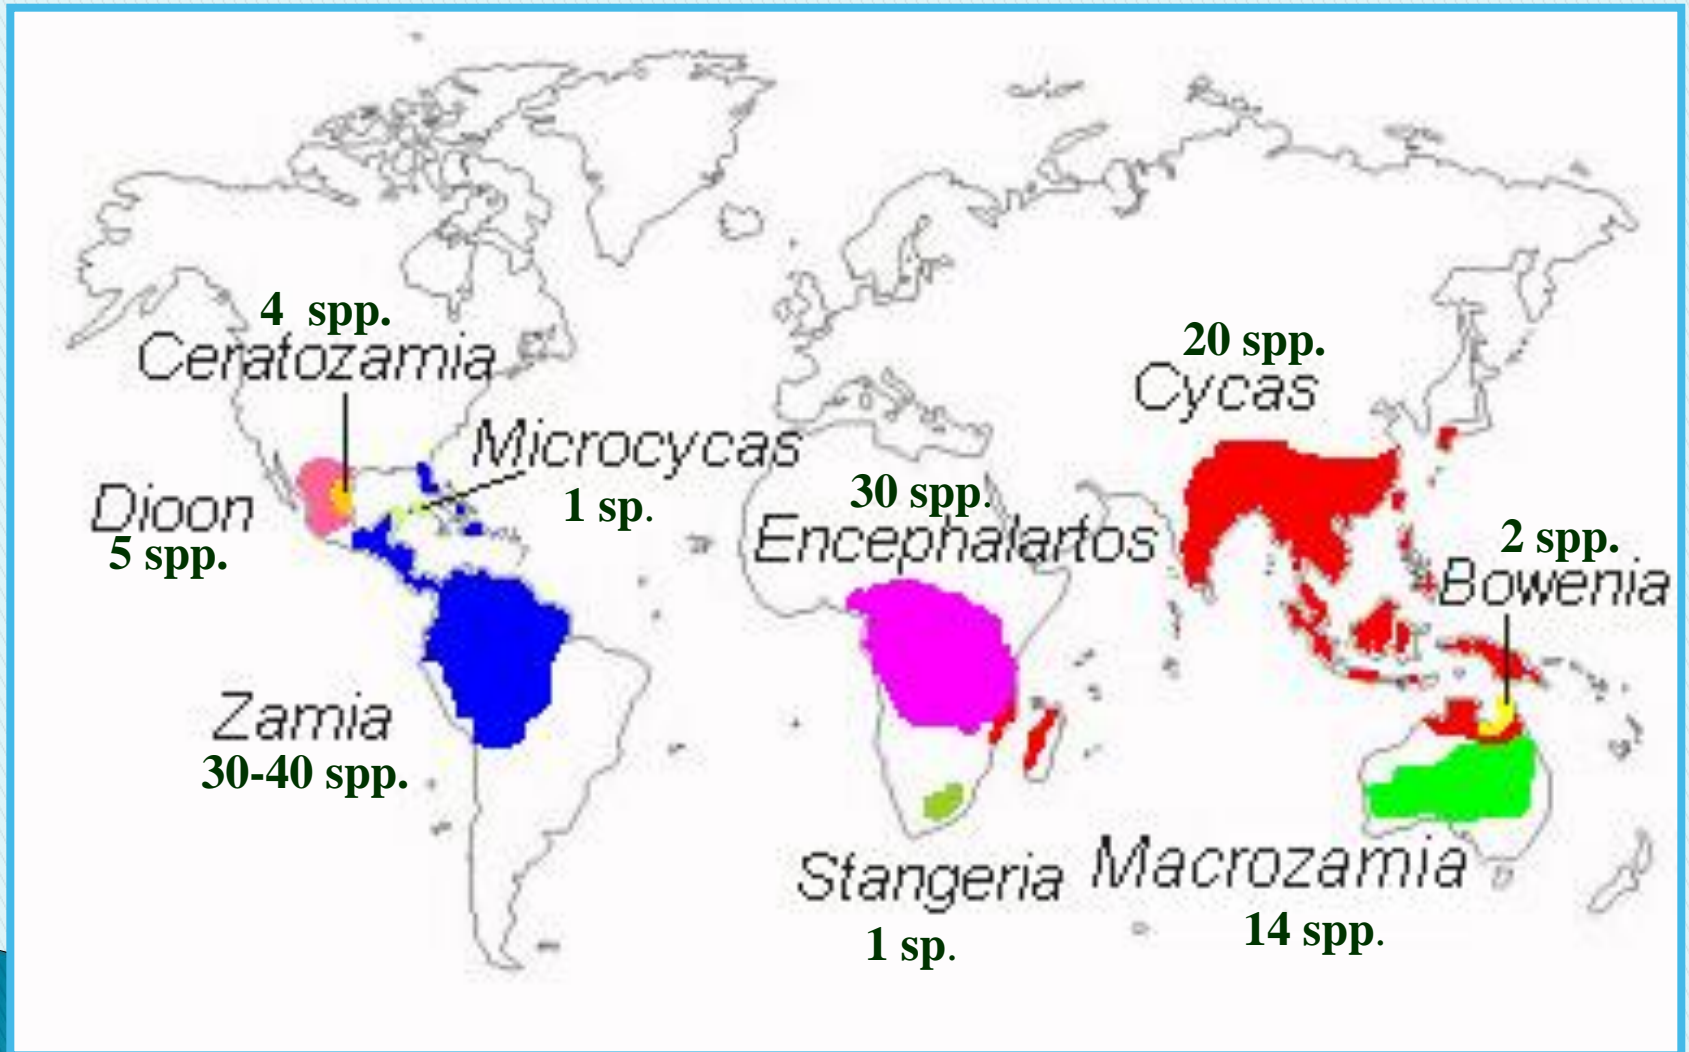 4 spp.
Ceratozamia
20 spp.
Cycas
Microcycas
1 sp.
Dioon
5 spp.
30 spp.
Encephalartos
2 spp.
Bowenia
Zamia
30-40 spp.
Stangeria
1 sp.
Macrozamia
14 spp.